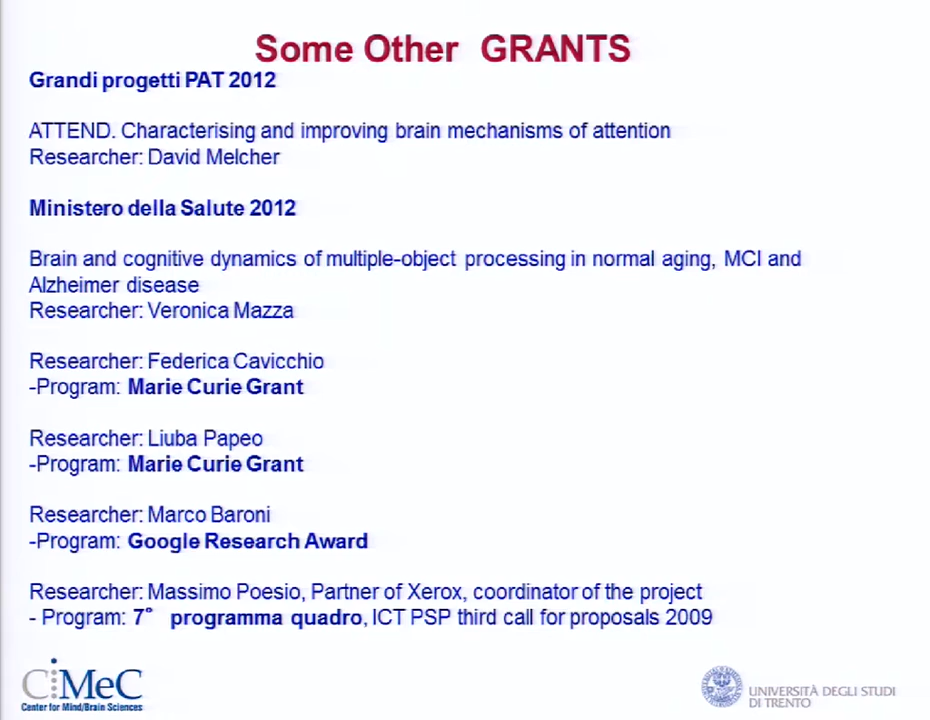 Some Other GRANTS
Grandi progetti PAT 2012
ATTEND. Characterising and improving brain mechanisms of attention
Researcher: David Melcher
Ministero della Salute 2012
Brain and cognitive dynamics of multiple-object processing in normal aging, MCI and
Alzheimer disease
Researcher: Veronica Mazza
Researcher: Federica Cavicchio
-Program: Marie Curie Grant
Researcher: Liuba Papeo
-Program: Marie Curie Grant
Researcher: Marco Baroni
-Program: Google Research Award
Researcher: Massimo Poesio, Partner of Xerox, coordinator of the project
- Program: 7° programma quadro, ICT PSP third call for proposals 2009
CiMeC
Center for Mind/Brain Sciences
UNIVERSITÀ DEGLI STUDI
DI TRENTO